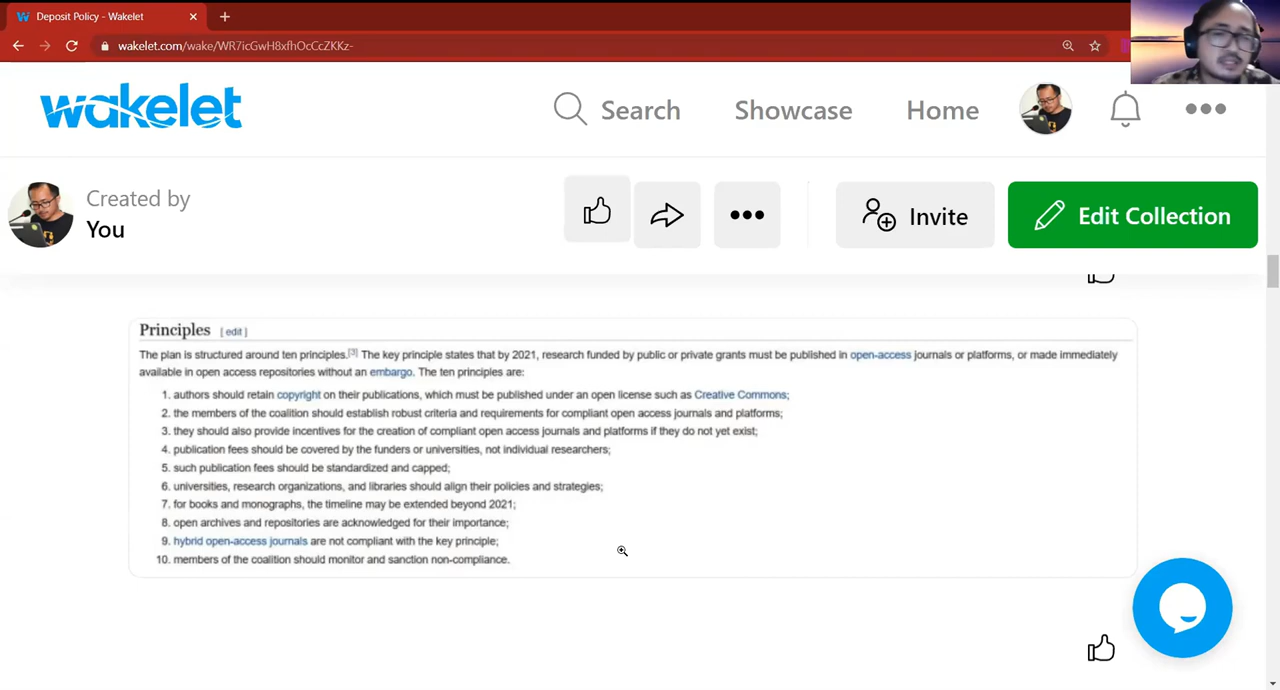 Deposit Policy - Wakelet
wakelet.com/wake/WR7icGwH8xfhOcCcZKKz-
wakelet
Search Showcase Home
Created by
You
Invite
Edit Collection
Principles [ edit ]
The plan is structured around ten principles.[3] The key principle states that by 2021, research funded by public or private grants must be published in open-access journals or platforms, or made immediately
available in open access repositories without an embargo. The ten principles are:
1. authors should retain copyright on their publications, which must be published under an open license such as Creative Commons;
2. the members of the coalition should establish robust criteria and requirements for compliant open access journals and platforms;
3. they should also provide incentives for the creation of compliant open access journals and platforms if they do not yet exist;
4. publication fees should be covered by the funders or universities, not individual researchers;
5. such publication fees should be standardized and capped;
6. universities, research organizations, and libraries should align their policies and strategies;
7. for books and monographs, the timeline may be extended beyond 2021;
8. open archives and repositories are acknowledged for their importance;
9. hybrid open-access journals are not compliant with the key principle;
10. members of the coalition should monitor and sanction non-compliance.